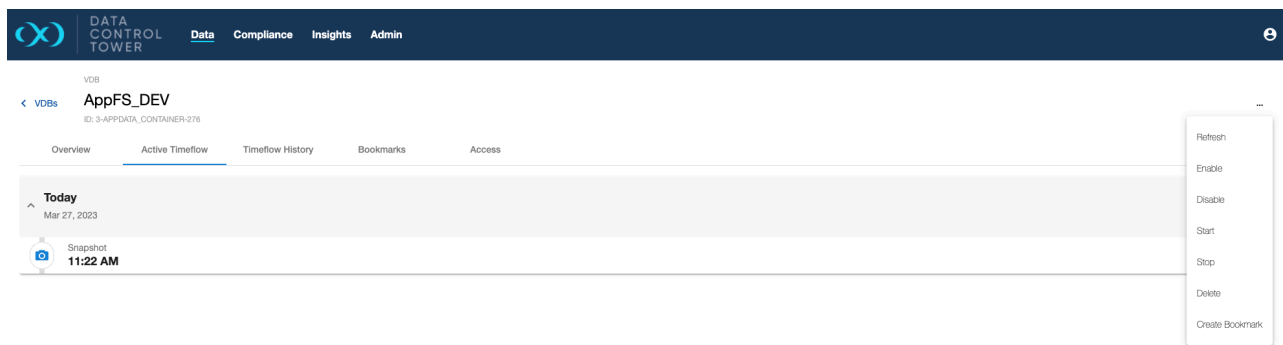 DATA
CONTROL
TOWER
Data Compliance Insights Admin
VDB
VDBs
AppFS_DEV
ID: 3-APPDATA_CONTAINER-276
...
Overview Active Timeflow Timeflow History Bookmarks Access
Refresh
Enable
Disable
Start
Stop
Delete
Create Bookmark
Today
Mar 27, 2023
Snapshot
11:22 AM